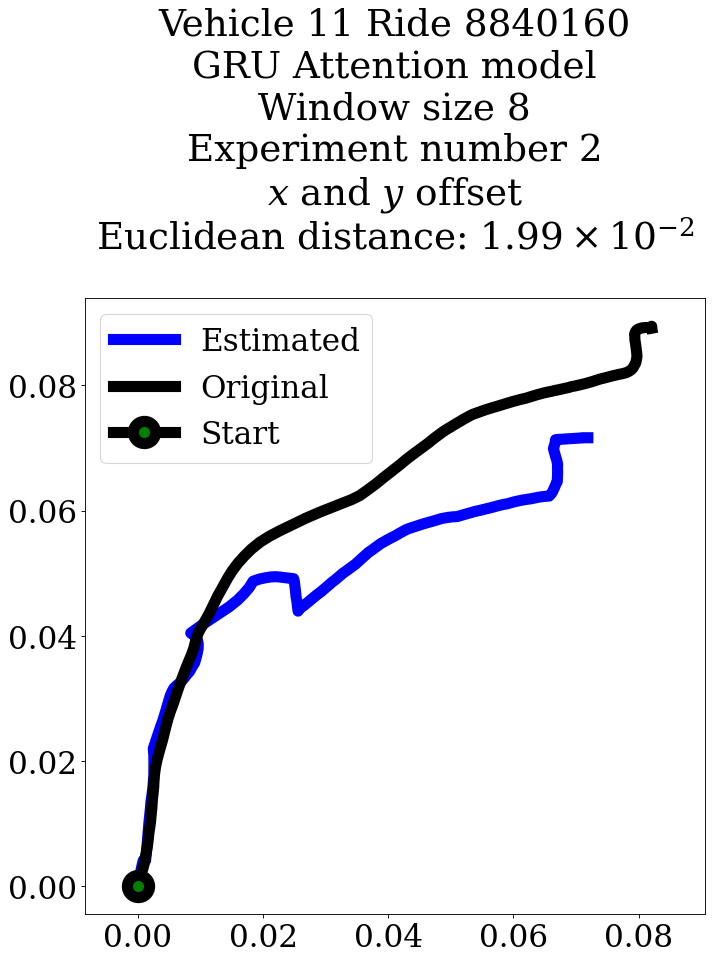 Vehicle 11 Ride 8840160
GRU Attention model
Window size 8
Experiment number 2
x and y offset
Euclidean distance: 1.99 × 10⁻²
Estimated
Original
Start
0.08
0.06
0.04
0.02
0.00
0.00 0.02 0.04 0.06 0.08